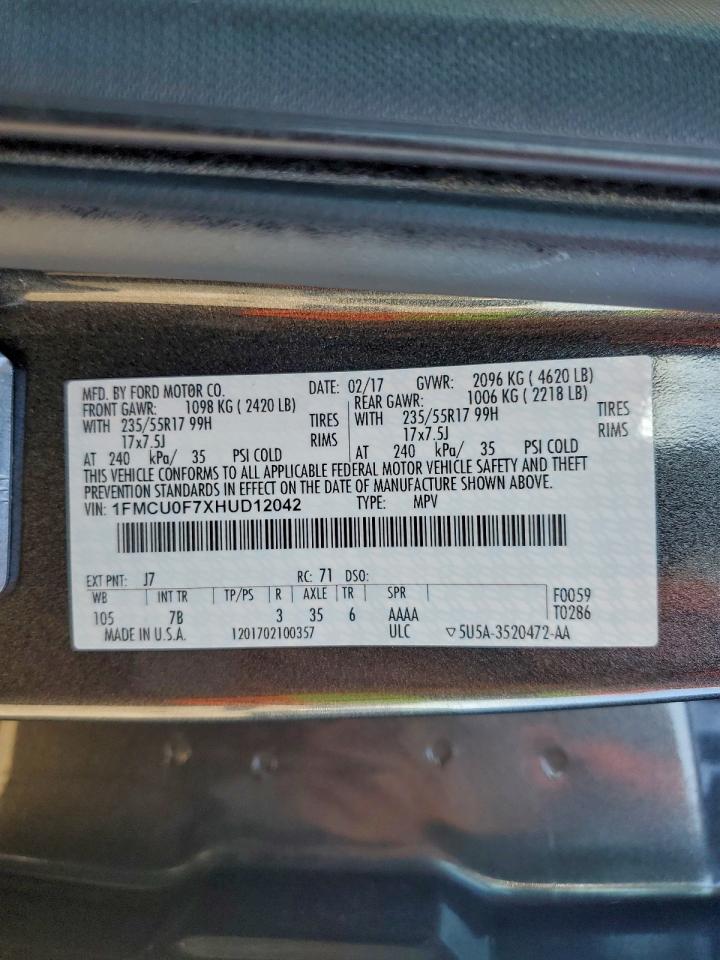 MFD. BY FORD MOTOR CO. DATE: 02/17 GVWR: 2096 KG ( 4620 LB)
FRONT GAWR: 1098 KG ( 2420 LB) REAR GAWR: 1006 KG ( 2218 LB)
WITH 235/55R17 99H TIRES WITH 235/55R17 99H TIRES
17x7.5J RIMS 17x7.5J RIMS
AT 240 kPa/ 35 PSI COLD AT 240 kPa/ 35 PSI COLD
THIS VEHICLE CONFORMS TO ALL APPLICABLE FEDERAL MOTOR VEHICLE SAFETY AND THEFT
PREVENTION STANDARDS IN EFFECT ON THE DATE OF MANUFACTURE SHOWN ABOVE.
VIN: 1FMCU0F7XHUD12042 TYPE: MPV
EXT PNT: J7 RC: 71 DSO:
WB INT TR TP/PS R AXLE TR SPR F0059
105 7B 3 35 6 AAAA T0286
MADE IN U.S.A. 1201702100357 ULC ▽5U5A-3520472-AA